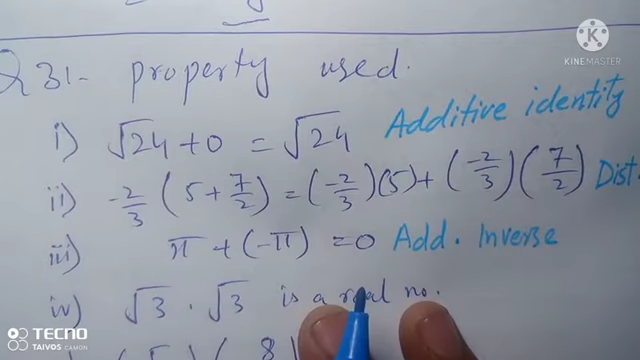 Q31- property used.
i) √24 + 0 = √24 Additive identity
ii) -2/3 (5 + 7/2) = (-2/3)(5) + (-2/3)(7/2) Dist.
iii) π + (-π) = 0 Add. Inverse
iv) √3 . √3 is a real no.
8
KINEMASTER
TECNO
TAIVOS CAMON